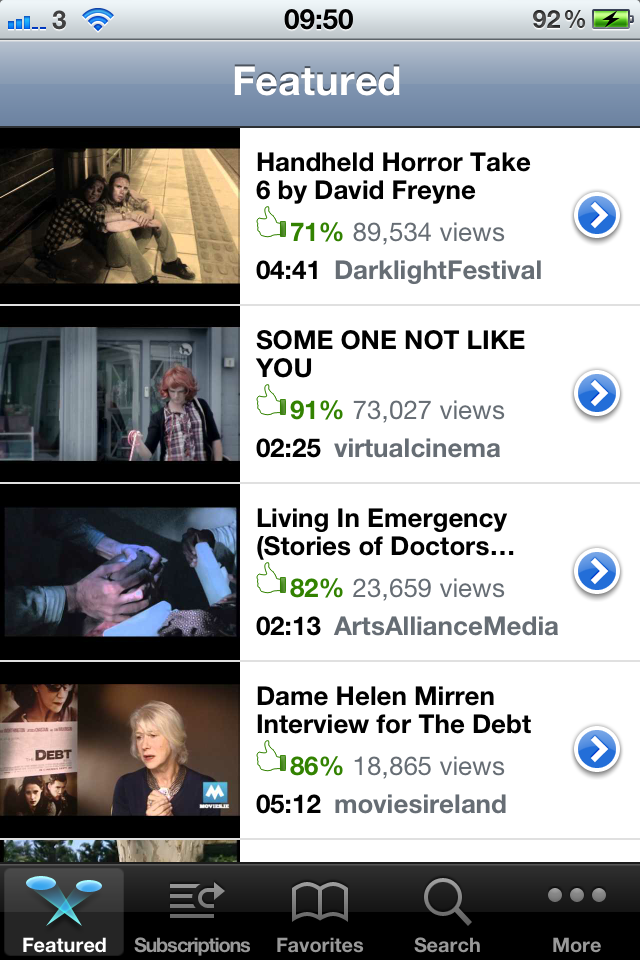 3 09:50 92%
Featured
Handheld Horror Take
6 by David Freyne
71% 89,534 views
04:41 DarklightFestival
SOME ONE NOT LIKE
YOU
91% 73,027 views
02:25 virtualcinema
Living In Emergency
(Stories of Doctors...
82% 23,659 views
02:13 ArtsAllianceMedia
DEBT
M
MOVIES.IE
Dame Helen Mirren
Interview for The Debt
86% 18,865 views
05:12 moviesireland
Featured Subscriptions Favorites Search More